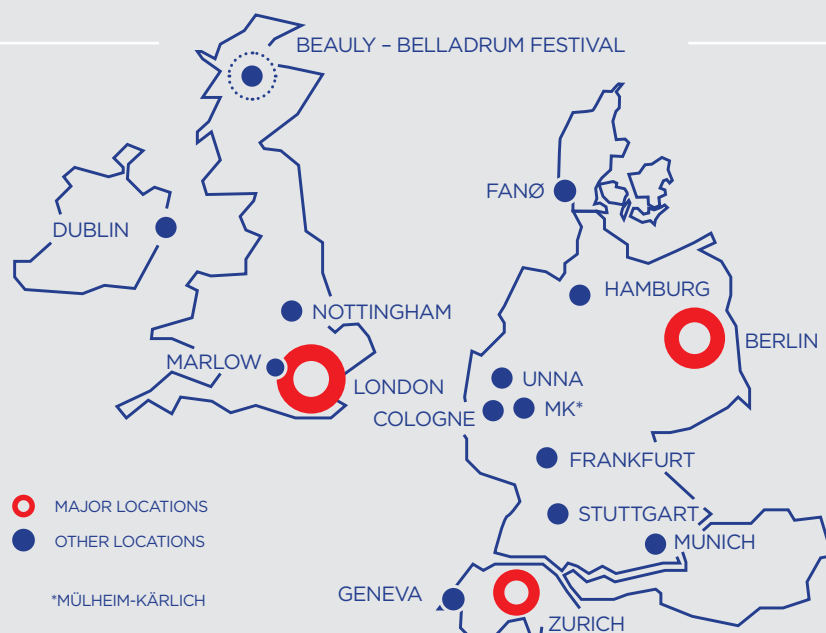 BEAULY – BELLADRUM FESTIVAL
FANØ
DUBLIN
HAMBURG
NOTTINGHAM
BERLIN
MARLOW
LONDON
UNNA
COLOGNE
MK*
FRANKFURT
MAJOR LOCATIONS
STUTTGART
OTHER LOCATIONS
MUNICH
*MÜLHEIM-KÄRLICH
GENEVA
ZURICH